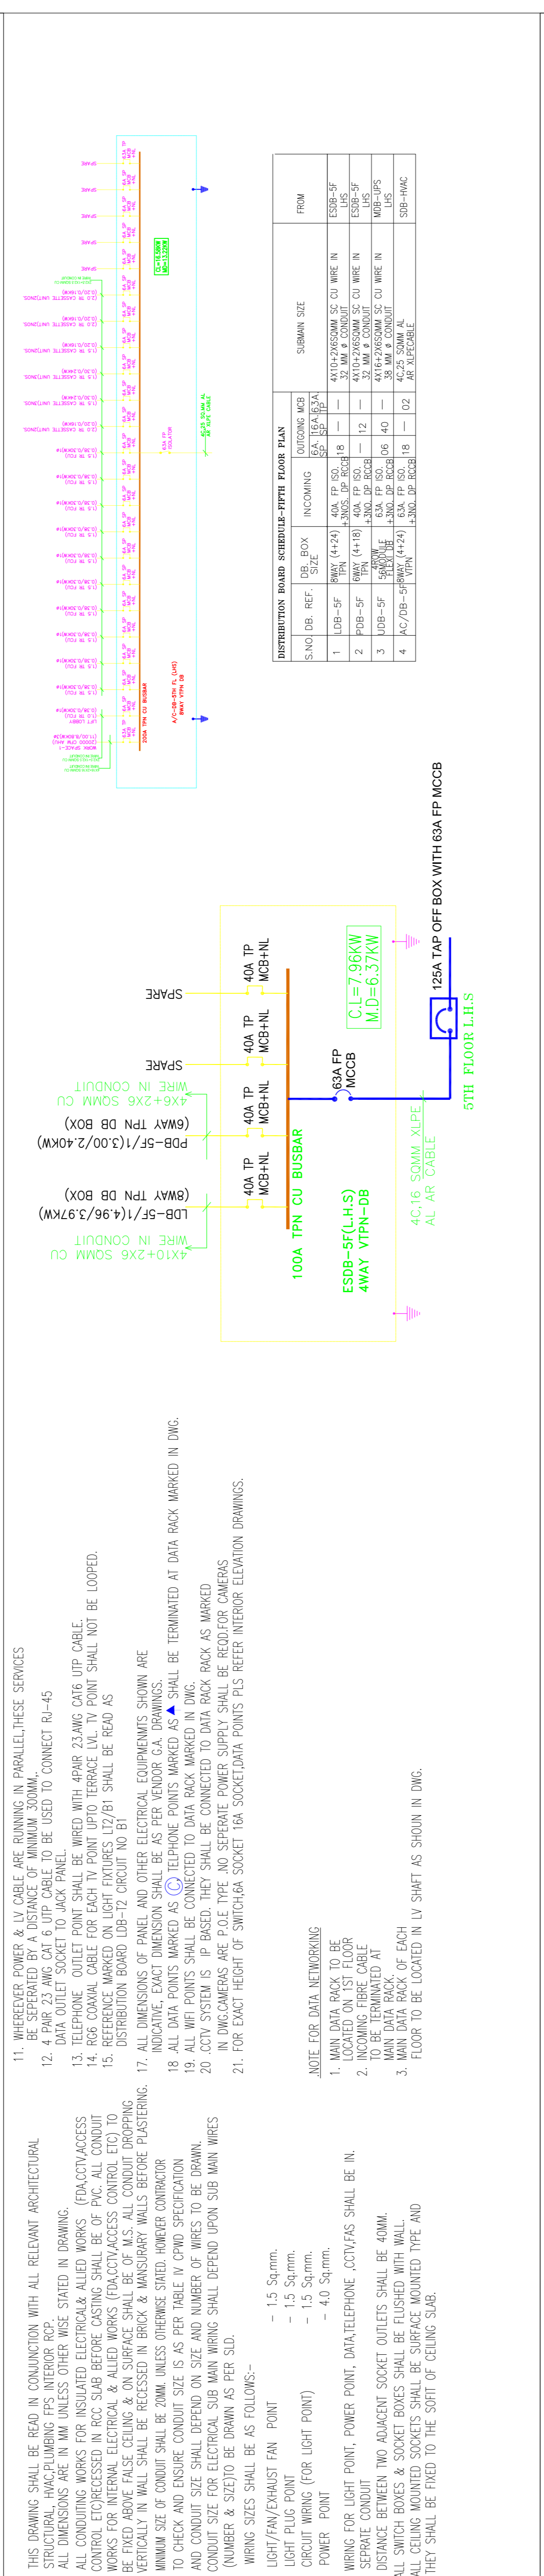 THIS DRAWING SHALL BE READ IN CONJUNCTION WITH ALL RELEVANT ARCHITECTURAL
STRUCTURAL, HVAC,PLUMBING FPS INTERIOR RCP.
ALL DIMENSIONS ARE IN MM UNLESS OTHER WISE STATED IN DRAWING.
ALL CONDUITING WORKS FOR INSULATED ELECTRICAL& ALLIED WORKS (FDA,CCTV,ACCESS
CONTROL ETC)RECESSED IN RCC SLAB BEFORE CASTING SHALL BE OF PVC. ALL CONDUIT
WORKS FOR INTERNAL ELECTRICAL & ALLIED WORKS (FDA,CCTV,ACCESS CONTROL ETC) TO
BE FIXED ABOVE FALSE CEILING & ON SURFACE SHALL BE OF M.S. ALL CONDUIT DROPPING
VERTICALLY IN WALL SHALL BE RECESSED IN BRICK & MANSURARY WALLS BEFORE PLASTERING.
MINIMUM SIZE OF CONDUIT SHALL BE 20MM. UNLESS OTHERWISE STATED. HOWEVER CONTRACTOR
TO CHECK AND ENSURE CONDUIT SIZE IS AS PER TABLE IV CPWD SPECIFICATION
AND CONDUIT SIZE SHALL DEPEND ON SIZE AND NUMBER OF WIRES TO BE DRAWN.
CONDUIT SIZE FOR ELECTRICAL SUB MAIN WIRING SHALL DEPEND UPON SUB MAIN WIRES
(NUMBER & SIZE)TO BE DRAWN AS PER SLD.
WIRING SIZES SHALL BE AS FOLLOWS:-
LIGHT/FAN/EXHAUST FAN POINT - 1.5 Sq.mm.
LIGHT PLUG POINT - 1.5 Sq.mm.
CIRCUIT WIRING (FOR LIGHT POINT) - 1.5 Sq.mm.
POWER POINT - 4.0 Sq.mm.
WIRING FOR LIGHT POINT, POWER POINT, DATA,TELEPHONE ,CCTV,FAS SHALL BE IN.
SEPRATE CONDUIT
DISTANCE BETWEEN TWO ADJACENT SOCKET OUTLETS SHALL BE 40MM.
ALL SWITCH BOXES & SOCKET BOXES SHALL BE FLUSHED WITH WALL.
ALL CEILING MOUNTED SOCKETS SHALL BE SURFACE MOUNTED TYPE AND
THEY SHALL BE FIXED TO THE SOFIT OF CEILING SLAB.
11. WHEREEVER POWER & LV CABLE ARE RUNNING IN PARALLEL,THESE SERVICES
BE SEPERATED BY A DISTANCE OF MINIMUM 300MM,.
12. 4 PAIR 23 AWG CAT 6 UTP CABLE TO BE USED TO CONNECT RJ-45
DATA OUTLET SOCKET TO JACK PANEL.
13. TELEPHONE OUTLET POINT SHALL BE WIRED WITH 4PAIR 23,AWG CAT6 UTP CABLE.
14. RG6 COAXIAL CABLE FOR EACH TV POINT UPTO TERRACE LVL. TV POINT SHALL NOT BE LOOPED.
15. REFERENCE MARKED ON LIGHT FIXTURES LT2/B1 SHALL BE READ AS
DISTRIBUTION BOARD LDB-T2 CIRCUIT NO B1
17. ALL DIMENSIONS OF PANEL AND OTHER ELECTRICAL EQUIPMENMTS SHOWN ARE
INDICATIVE, EXACT DIMENSION SHALL BE AS PER VENDOR G.A. DRAWINGS.
18 .ALL DATA POINTS MARKED AS C, TELPHONE POINTS MARKED AS SHALL BE TERMINATED AT DATA RACK MARKED IN DWG.
19. ALL WIFI POINTS SHALL BE CONNECTED TO DATA RACK MARKED IN DWG.
20 .CCTV SYSTEM IS IP BASED. THEY SHALL BE CONNECTED TO DATA RACK RACK AS MARKED
IN DWG.CAMERAS ARE P.O.E TYPE .NO SEPERATE POWER SUPPLY SHALL BE REQD.FOR CAMERAS
21. FOR EXACT HEIGHT OF SWITCH,6A SOCKET 16A SOCKET,DATA POINTS PLS REFER INTERIOR ELEVATION DRAWINGS.
.NOTE FOR DATA NETWORKING
1. MAIN DATA RACK TO BE
LOCATED ON 1ST FLOOR
2. INCOMING FIBRE CABLE
TO BE TERMINATED AT
MAIN DATA RACK.
3. MAIN DATA RACK OF EACH
FLOOR TO BE LOCATED IN LV SHAFT AS SHOUN IN DWG.
4X10+2X6 SQMM CU
WIRE IN CONDUIT
LDB-5F/1(4.96/3.97KW)
(8WAY TPN DB BOX)
PDB-5F/1(3.00/2.40KW)
(6WAY TPN DB BOX)
4X6+2X6 SQMM CU
WIRE IN CONDUIT
SPARE
SPARE
40A TP
MCB+NL
40A TP
MCB+NL
40A TP
MCB+NL
40A TP
MCB+NL
100A TPN CU BUSBAR
63A FP
MCCB
ESDB-5F(L.H.S)
4WAY VTPN-DB
C.L=7.96KW
M.D=6.37KW
4C,16 SQMM XLPE
AL AR CABLE
125A TAP OFF BOX WITH 63A FP MCCB
5TH FLOOR L.H.S
WORK SPACE-1
LIFT LOBBY
SPARE
SPARE
SPARE
SPARE
SPARE
200A TPN CU BUSBAR
A/C-DB-5TH FL (LHS)
8WAY VTPN DB
63A FP
ISOLATOR
4C,25 SQ.MM AL
AR XLPE CABLE
DISTRIBUTION BOARD SCHEDULE-FIFTH FLOOR PLAN
S.NO. DB. REF. DB. BOX SIZE INCOMING OUTGOING MCB 6A, SP 16A, SP 63A TP SUBMAIN SIZE FROM
1 LDB-5F 8WAY (4+24) TPN 40A, FP ISO. +3NOS. DP RCCB 18 — — 4X10+2X6SQMM SC CU WIRE IN 32 MM ø CONDUIT ESDB-5F LHS
2 PDB-5F 6WAY (4+18) TPN 40A, FP ISO. +3NO. DP RCCB — 12 — 4X10+2X6SQMM SC CU WIRE IN 32 MM ø CONDUIT ESDB-5F LHS
3 UDB-5F 4ROW 56MODULE FLEXI DB 63A, FP ISO. +3NO. DP RCCB 06 40 — 4X16+2X6SQMM SC CU WIRE IN 38 MM ø CONDUIT MDB-UPS LHS
4 AC/DB-5F 8WAY (4+24) VTPN 63A, FP ISO. +3NO. DP RCCB 18 — 02 4C,25 SQMM AL AR XLPECABLE SDB-HVAC